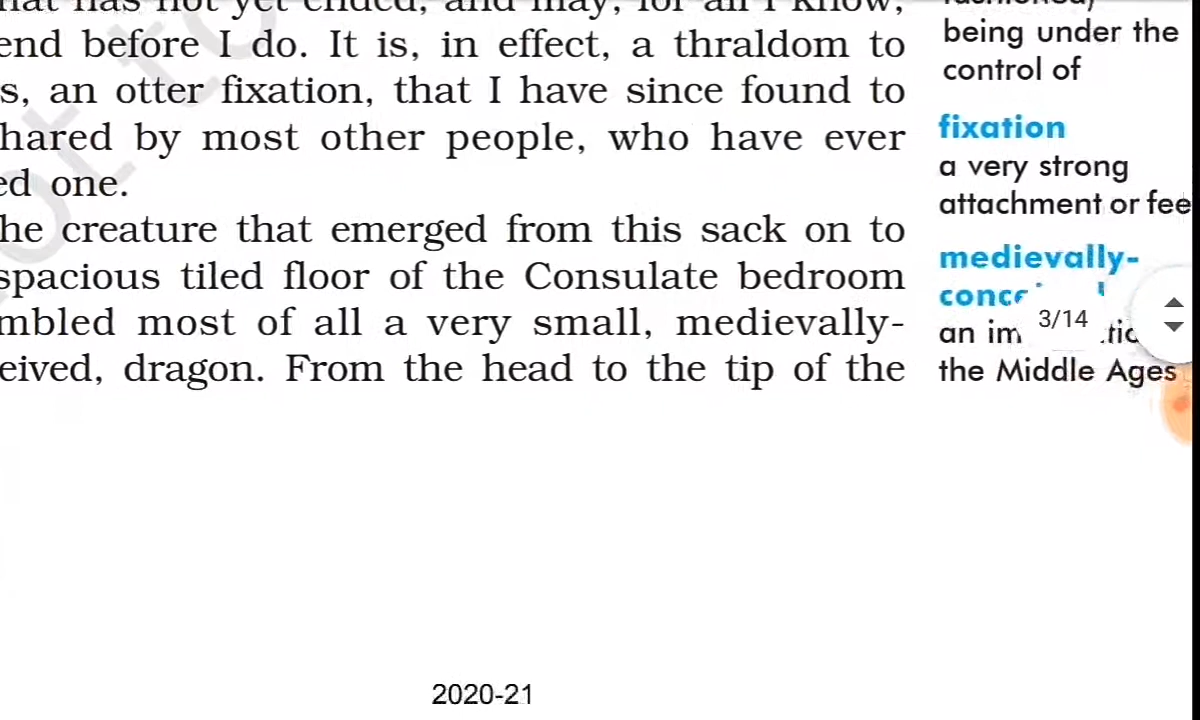 end before I do. It is, in effect, a thraldom to
s, an otter fixation, that I have since found to
hared by most other people, who have ever
ed one.
he creature that emerged from this sack on to
spacious tiled floor of the Consulate bedroom
mbled most of all a very small, medievally-
eived, dragon. From the head to the tip of the
being under the
control of
fixation
a very strong
attachment or fee
medievally-
an im
the Middle Ages
3/14
2020-21